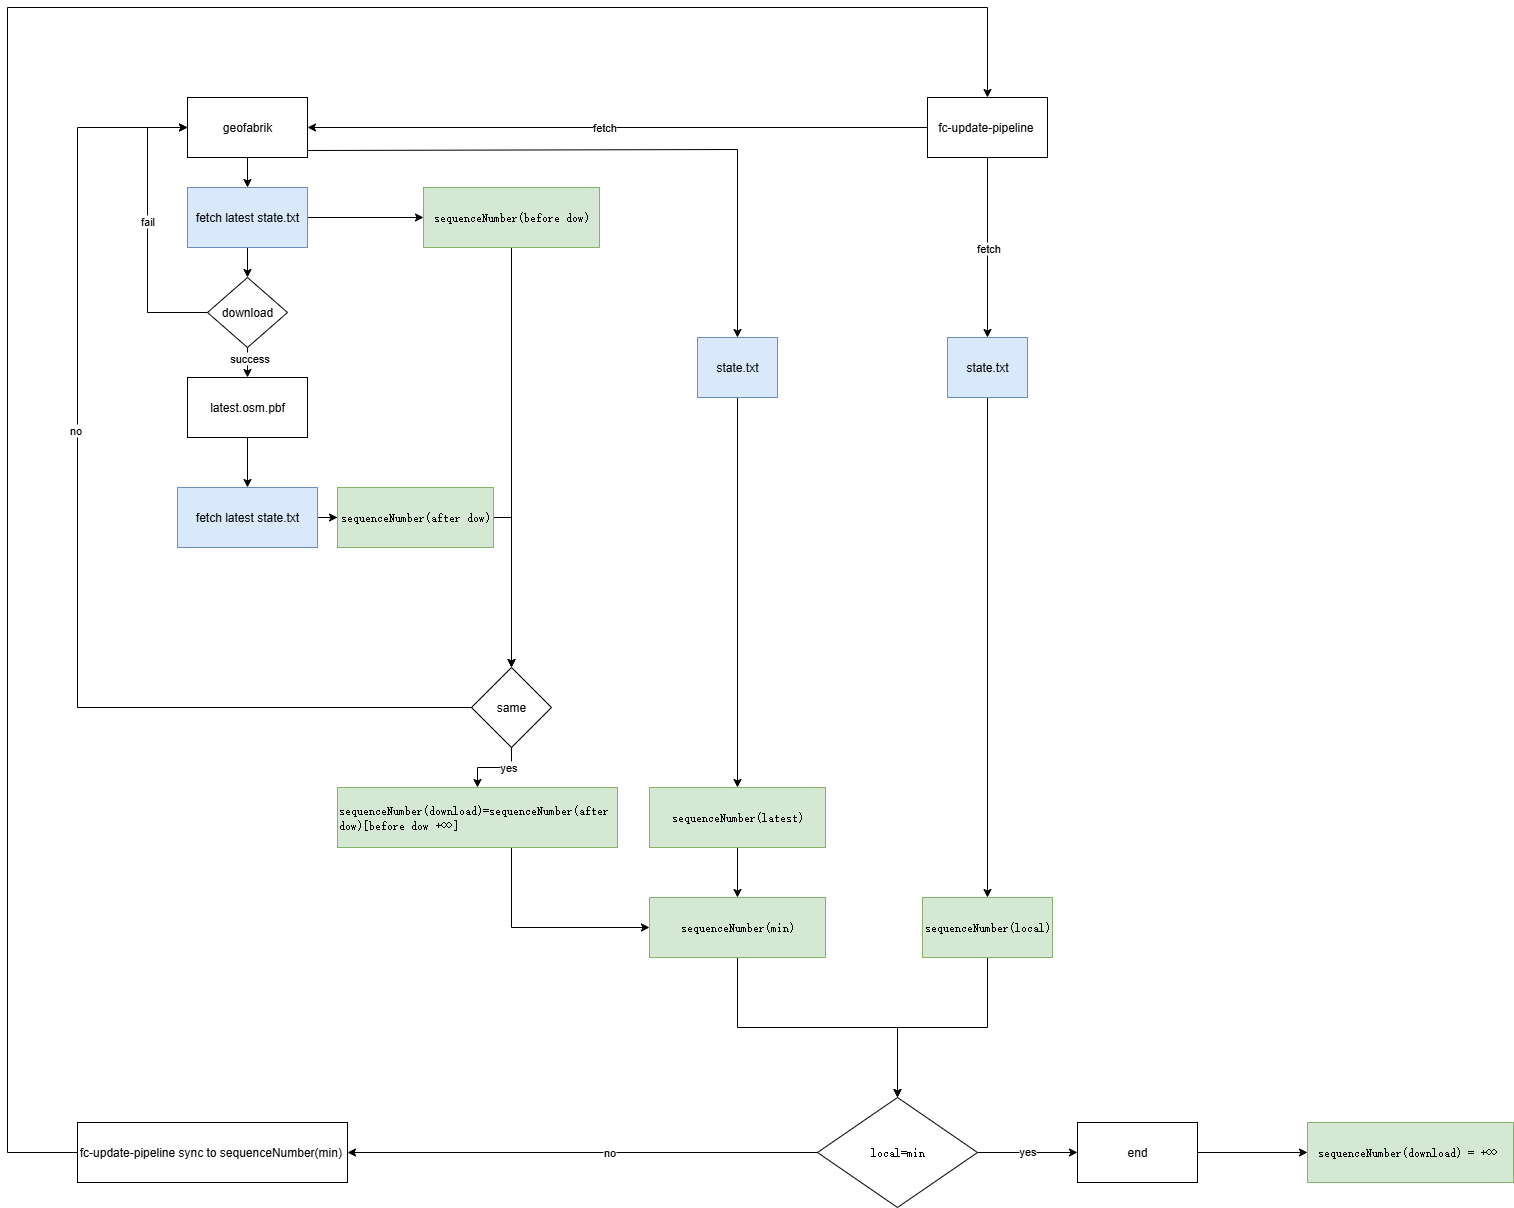 geofabrik
fetch
fc-update-pipeline
fetch latest state.txt
sequenceNumber(before dow)
fail
fetch
download
success
state.txt
state.txt
latest.osm.pbf
no
fetch latest state.txt
sequenceNumber(after dow)
same
yes
sequenceNumber(download)=sequenceNumber(after
dow)[before dow +∞]
sequenceNumber(latest)
sequenceNumber(min)
sequenceNumber(local)
fc-update-pipeline sync to sequenceNumber(min)
no
local=min
yes
end
sequenceNumber(download) = +∞